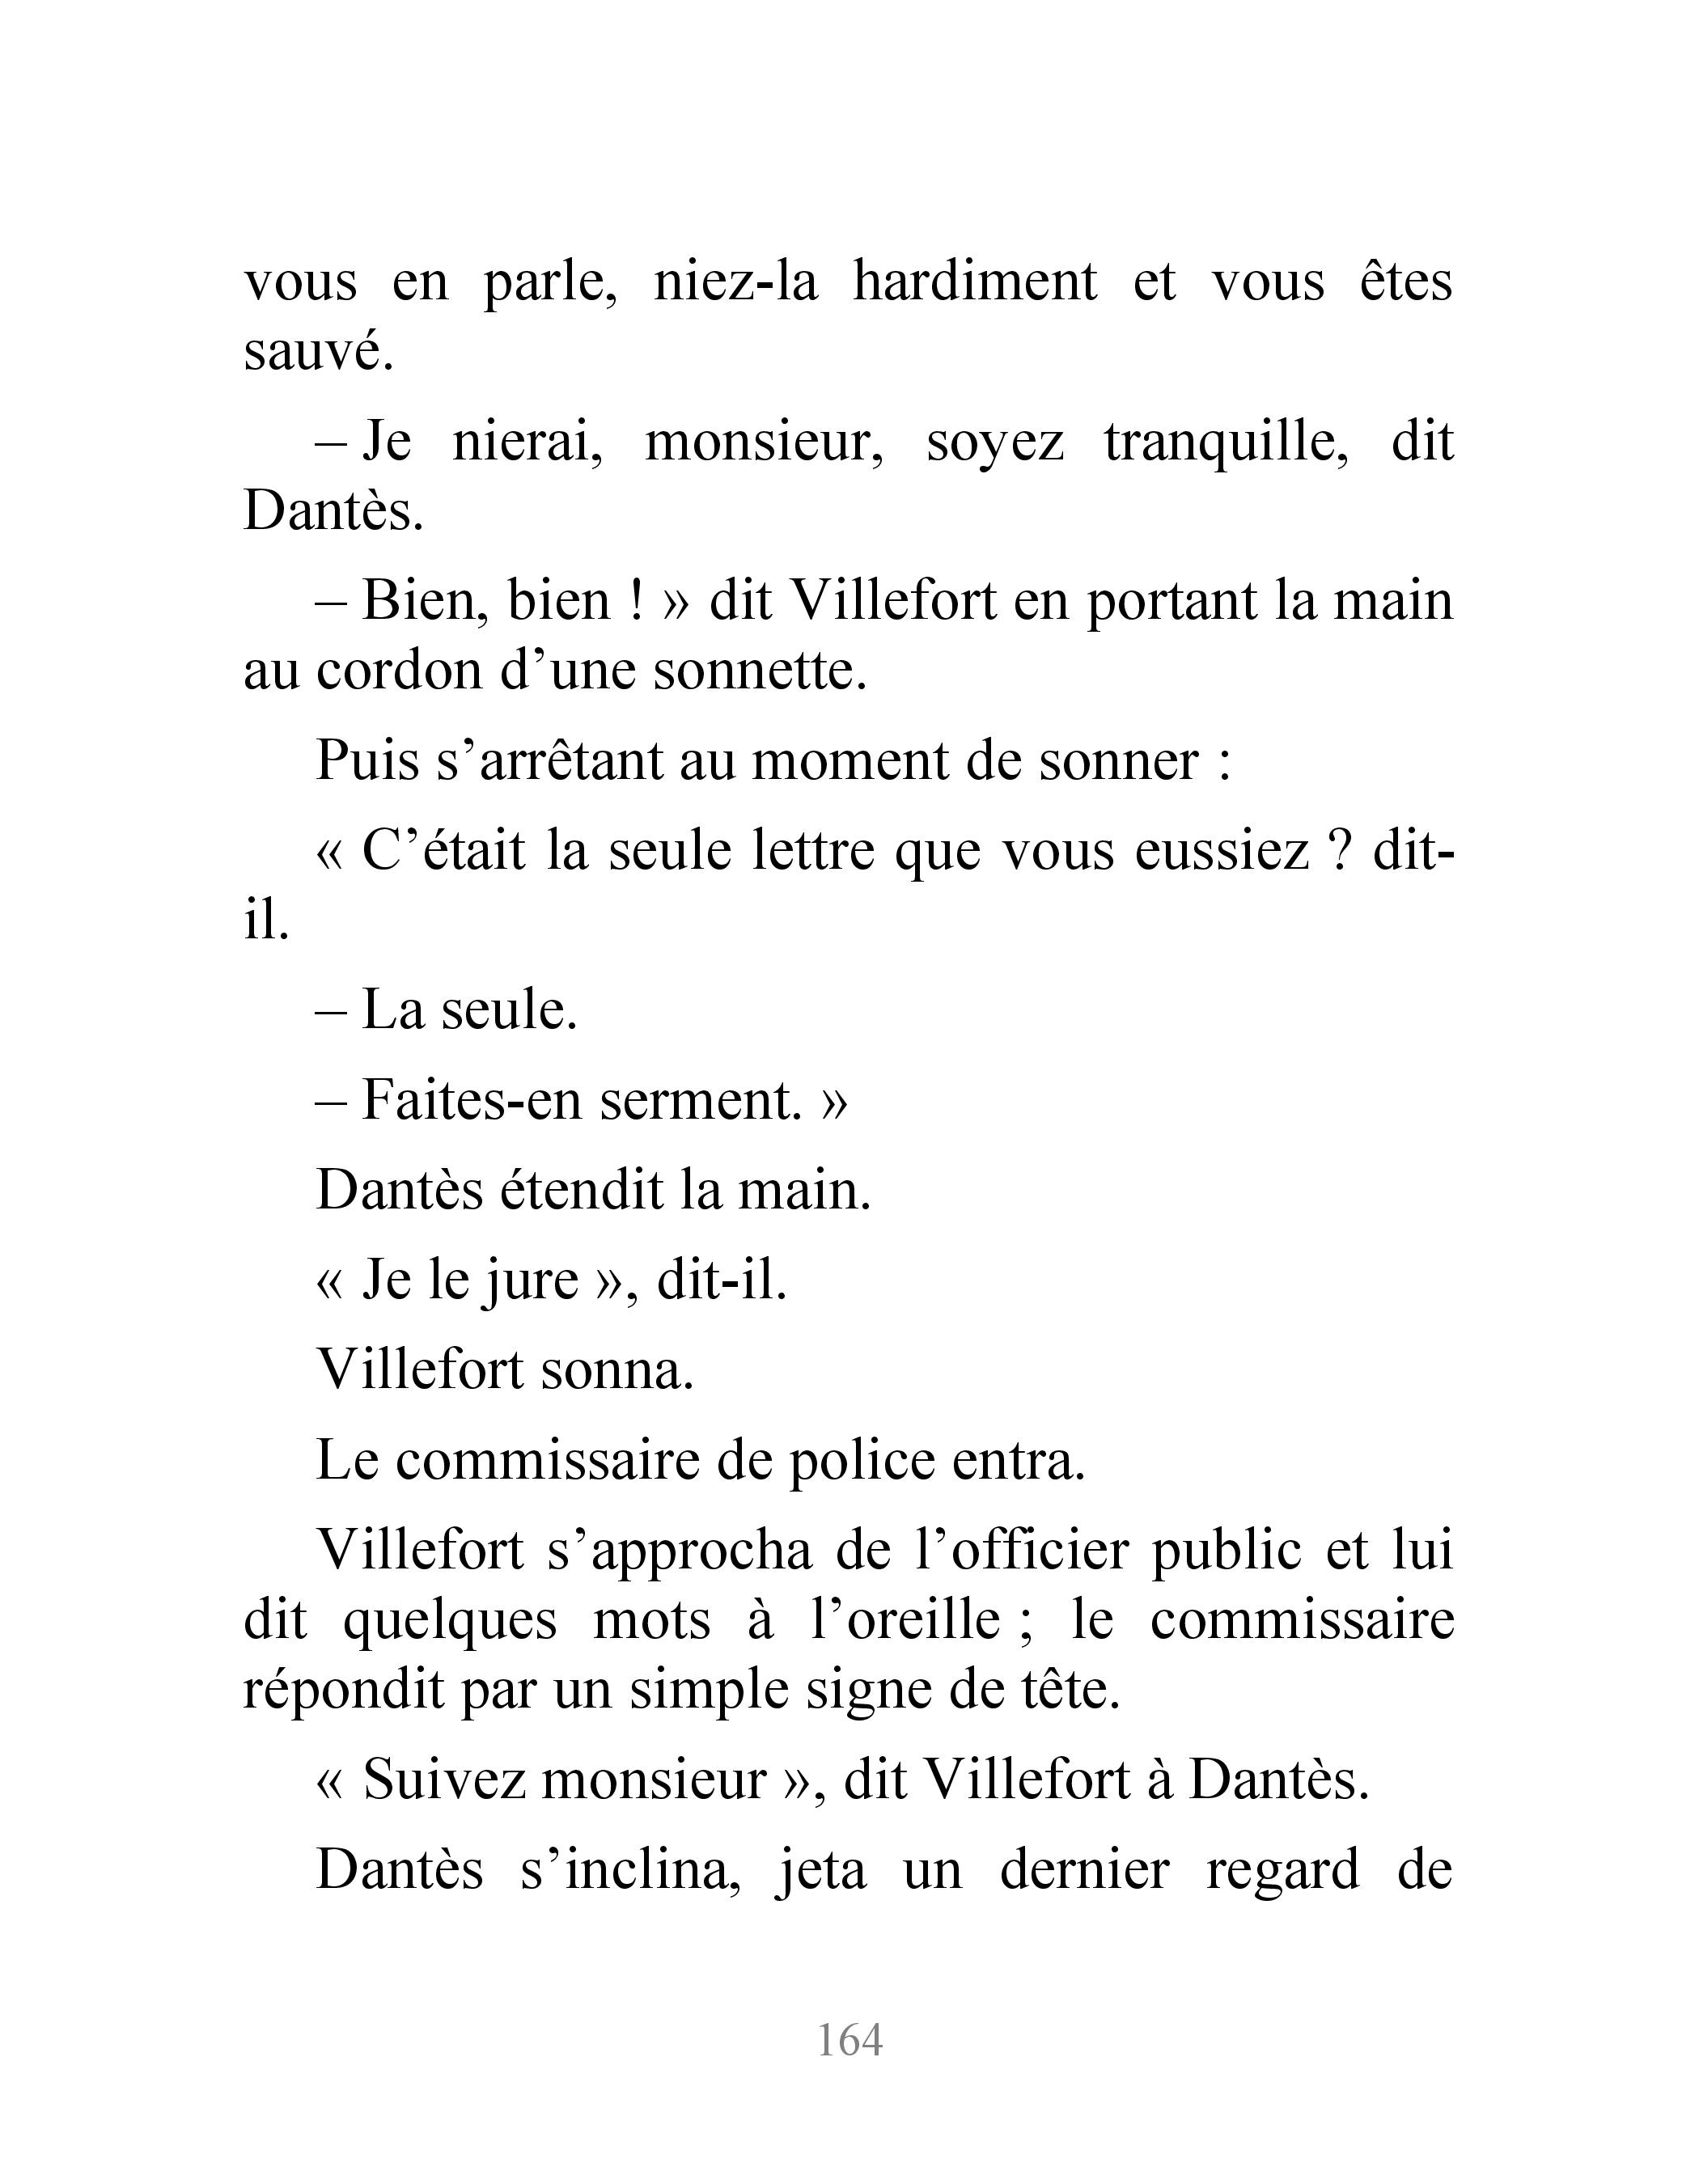 vous en parle, niez-la hardiment et vous êtes
sauvé.
– Je nierai, monsieur, soyez tranquille, dit
Dantès.
– Bien, bien ! » dit Villefort en portant la main
au cordon d’une sonnette.
Puis s’arrêtant au moment de sonner :
« C’était la seule lettre que vous eussiez ? dit-
il.
– La seule.
– Faites-en serment. »
Dantès étendit la main.
« Je le jure », dit-il.
Villefort sonna.
Le commissaire de police entra.
Villefort s’approcha de l’officier public et lui
dit quelques mots à l’oreille ; le commissaire
répondit par un simple signe de tête.
« Suivez monsieur », dit Villefort à Dantès.
Dantès s’inclina, jeta un dernier regard de
164